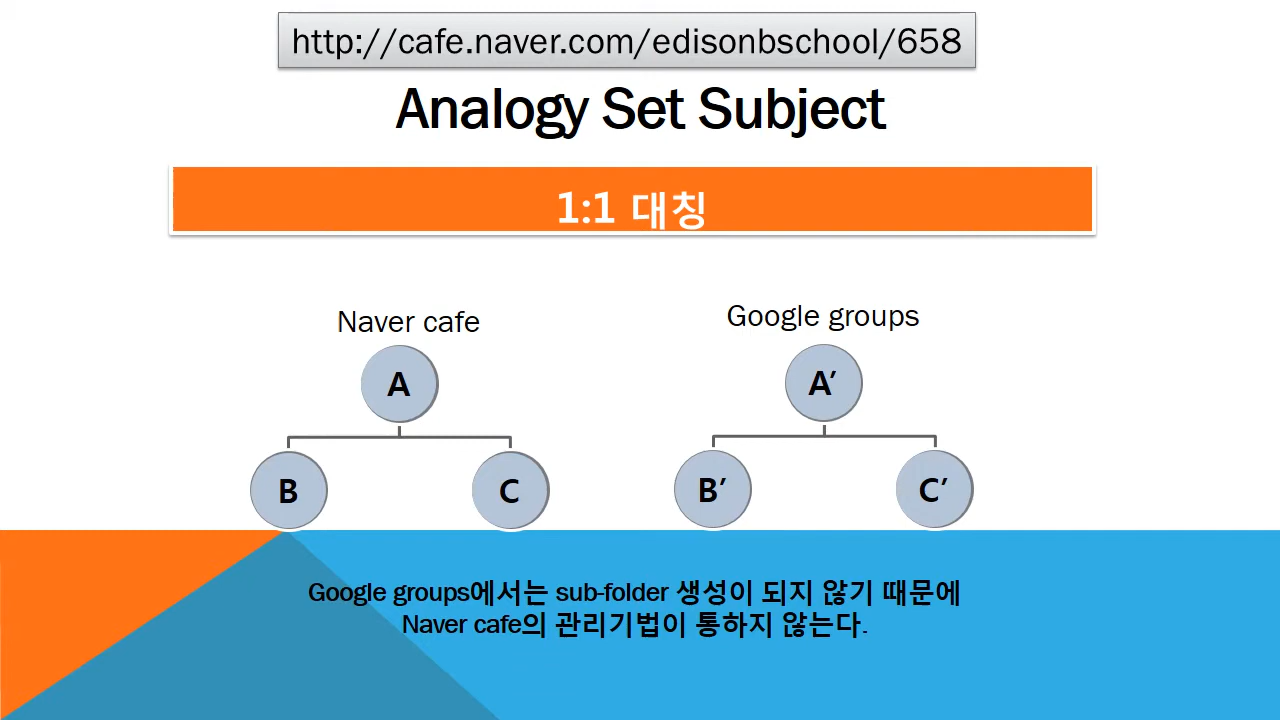 http://cafe.naver.com/edisonbschool/658
Analogy Set Subject
1:1 대칭
Naver cafe
Google groups
A
A’
B
C
B’
C’
Google groups에서는 sub-folder 생성이 되지 않기 때문에
Naver cafe의 관리기법이 통하지 않는다.